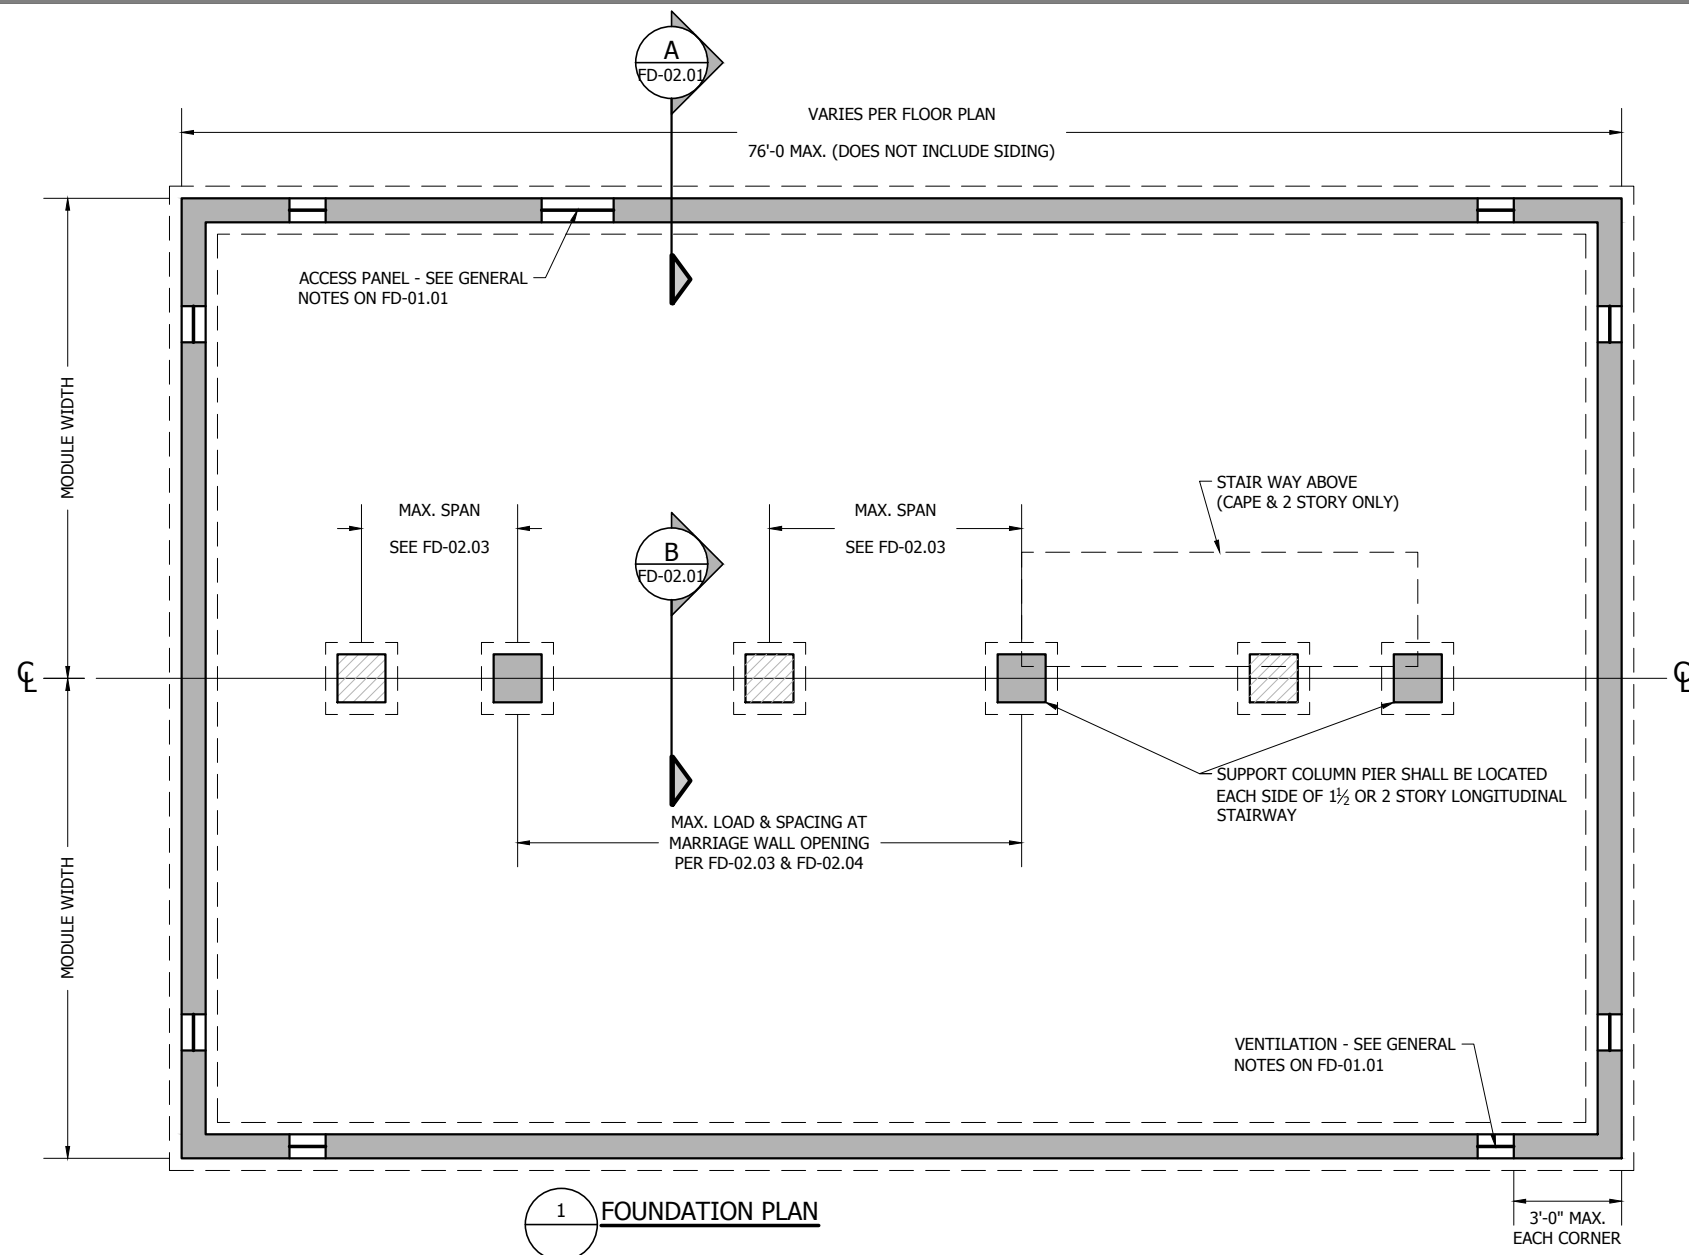 A
FD-02.01
VARIES PER FLOOR PLAN
76'-0 MAX. (DOES NOT INCLUDE SIDING)
ACCESS PANEL - SEE GENERAL
NOTES ON FD-01.01
MODULE WIDTH
STAIR WAY ABOVE
(CAPE & 2 STORY ONLY)
MAX. SPAN
SEE FD-02.03
B
FD-02.01
MAX. SPAN
SEE FD-02.03
℄
℄
SUPPORT COLUMN PIER SHALL BE LOCATED
EACH SIDE OF 1½ OR 2 STORY LONGITUDINAL
STAIRWAY
MAX. LOAD & SPACING AT
MARRIAGE WALL OPENING
PER FD-02.03 & FD-02.04
MODULE WIDTH
VENTILATION - SEE GENERAL
NOTES ON FD-01.01
1
FOUNDATION PLAN
3'-0" MAX.
EACH CORNER